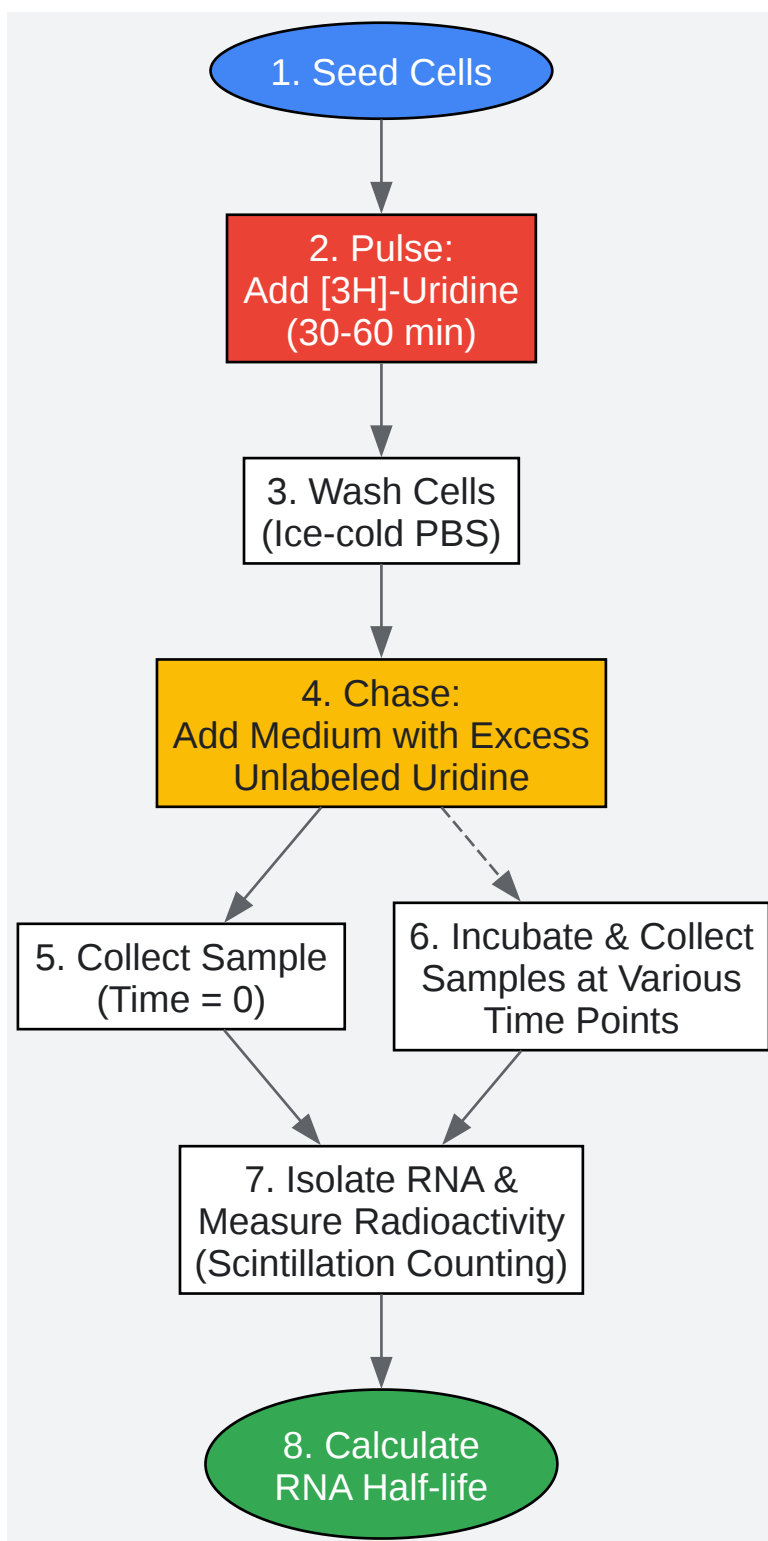 1. Seed Cells
2. Pulse:
Add [3H]-Uridine
(30-60 min)
3. Wash Cells
(Ice-cold PBS)
4. Chase:
Add Medium with Excess
Unlabeled Uridine
5. Collect Sample
(Time = 0)
6. Incubate & Collect
Samples at Various
Time Points
7. Isolate RNA &
Measure Radioactivity
(Scintillation Counting)
8. Calculate
RNA Half-life